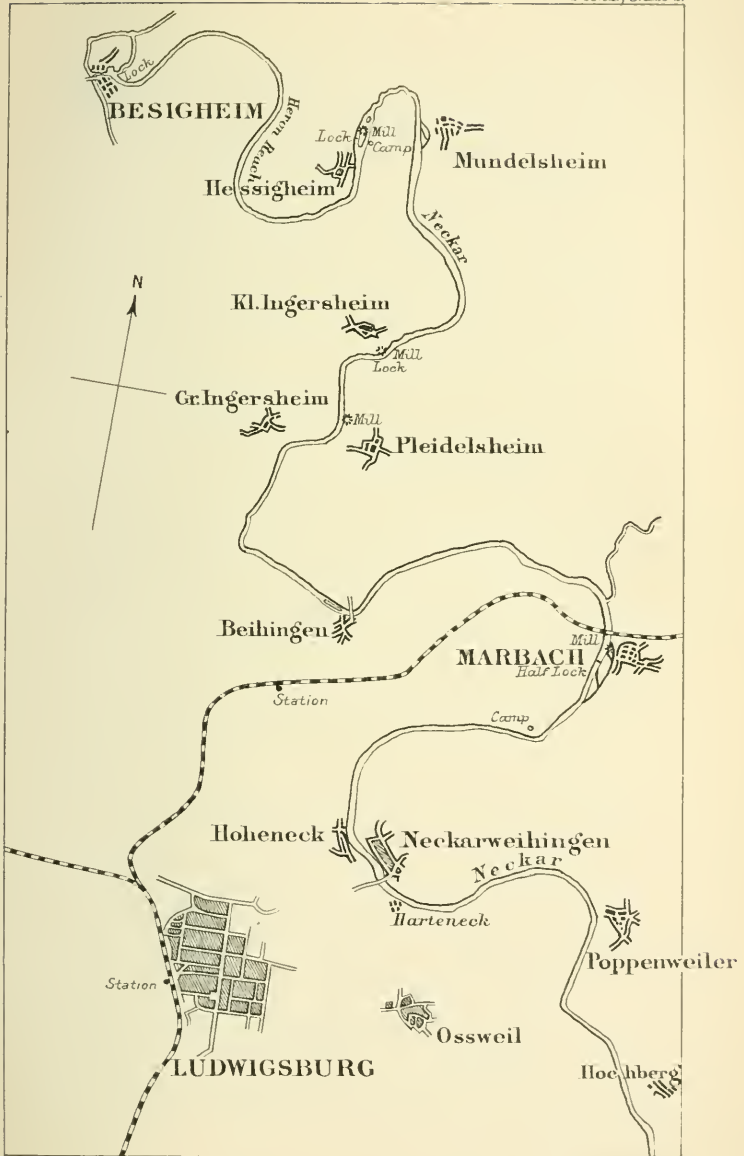 Lock
BESIGHEIM
Heron Reach
Lock
Mill
Camp
Mundelsheim
Hessigheim
Neckar
N
Kl. Ingersheim
Mill
Lock
Gr. Ingersheim
Mill
Pleidelsheim
Beihingen
Mill
MARBACH
Half Lock
Station
Camp
Hoheneck
Neckarweihingen
Neckar
Harteneck
Poppenweiler
Station
Ossweil
LUDWIGSBURG
Hochberg